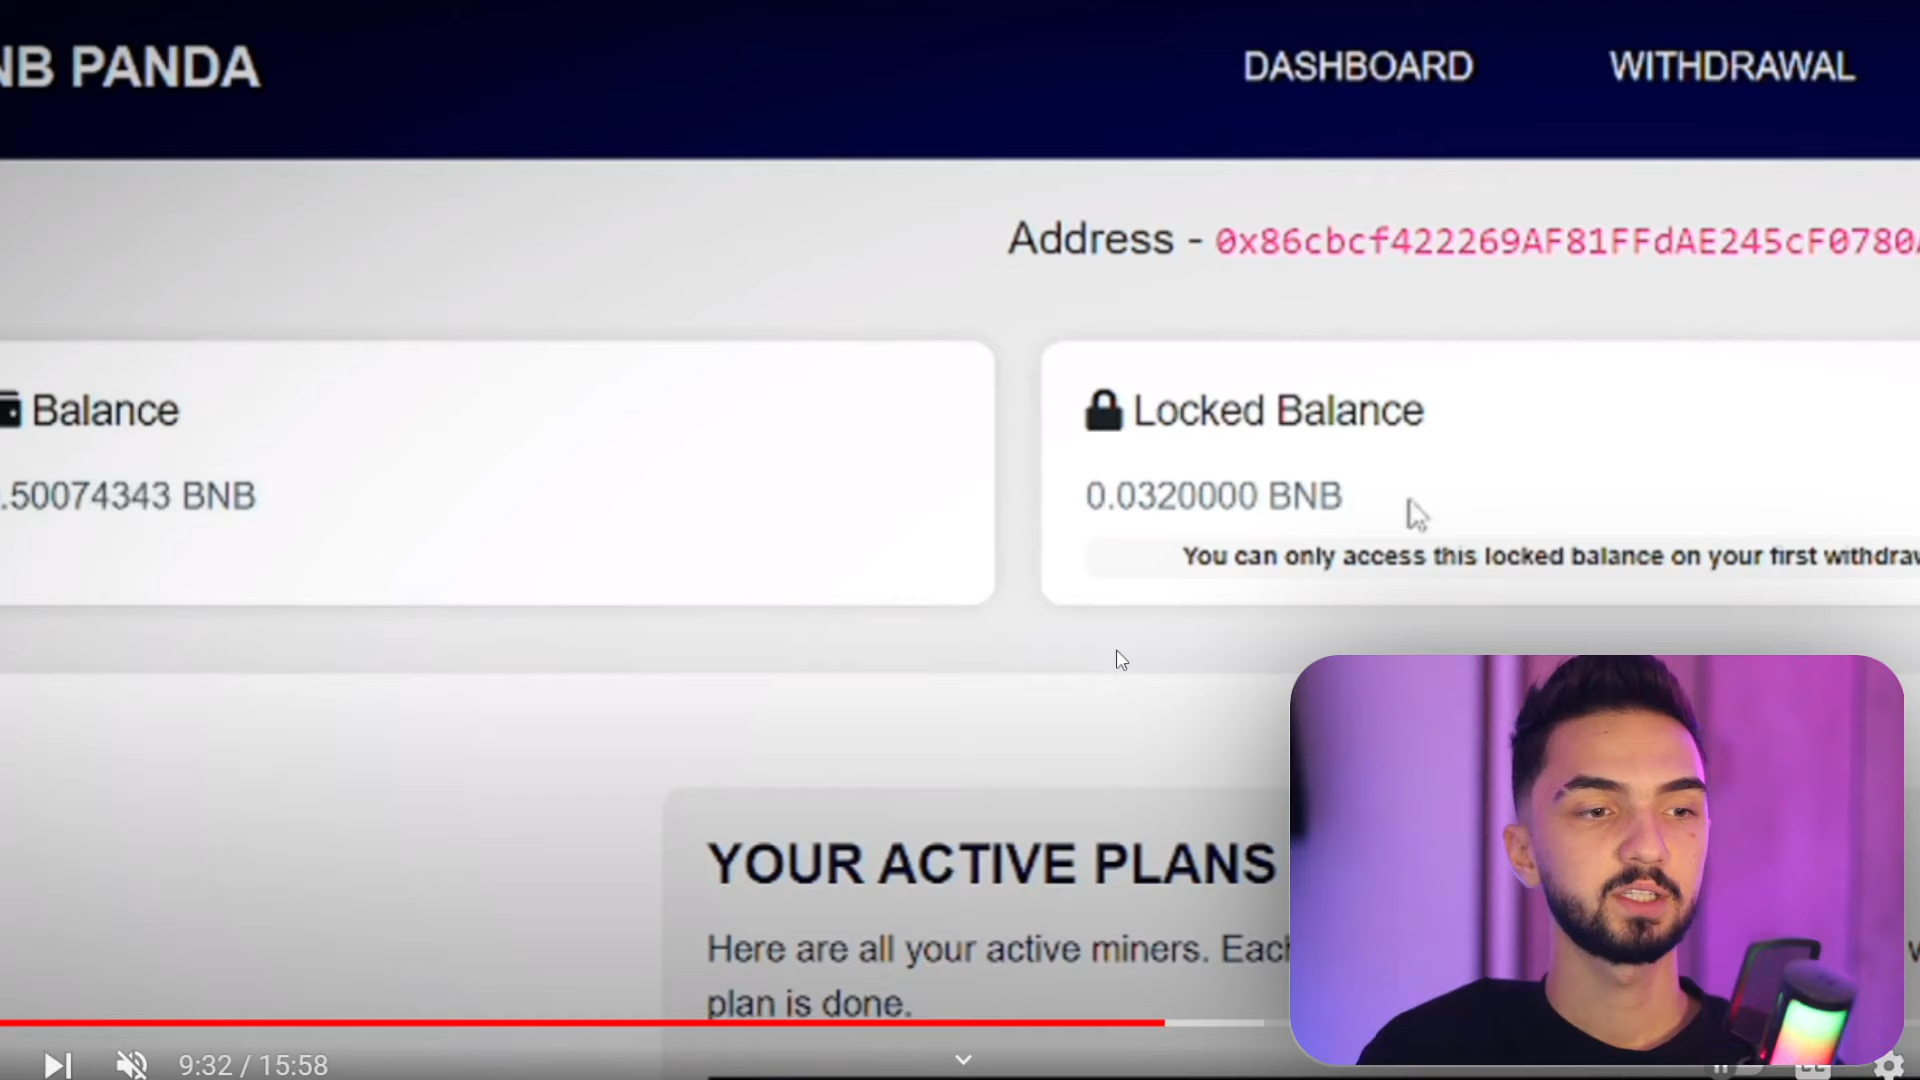 NB PANDA
DASHBOARD
WITHDRAWAL
Address - 0x86cbcf422269AF81FFdAE245cF0780
Balance
.50074343 BNB
Locked Balance
0.0320000 BNB
You can only access this locked balance on your first withdraw
YOUR ACTIVE PLANS
Here are all your active miners. Each
plan is done.
9:32 / 15:58